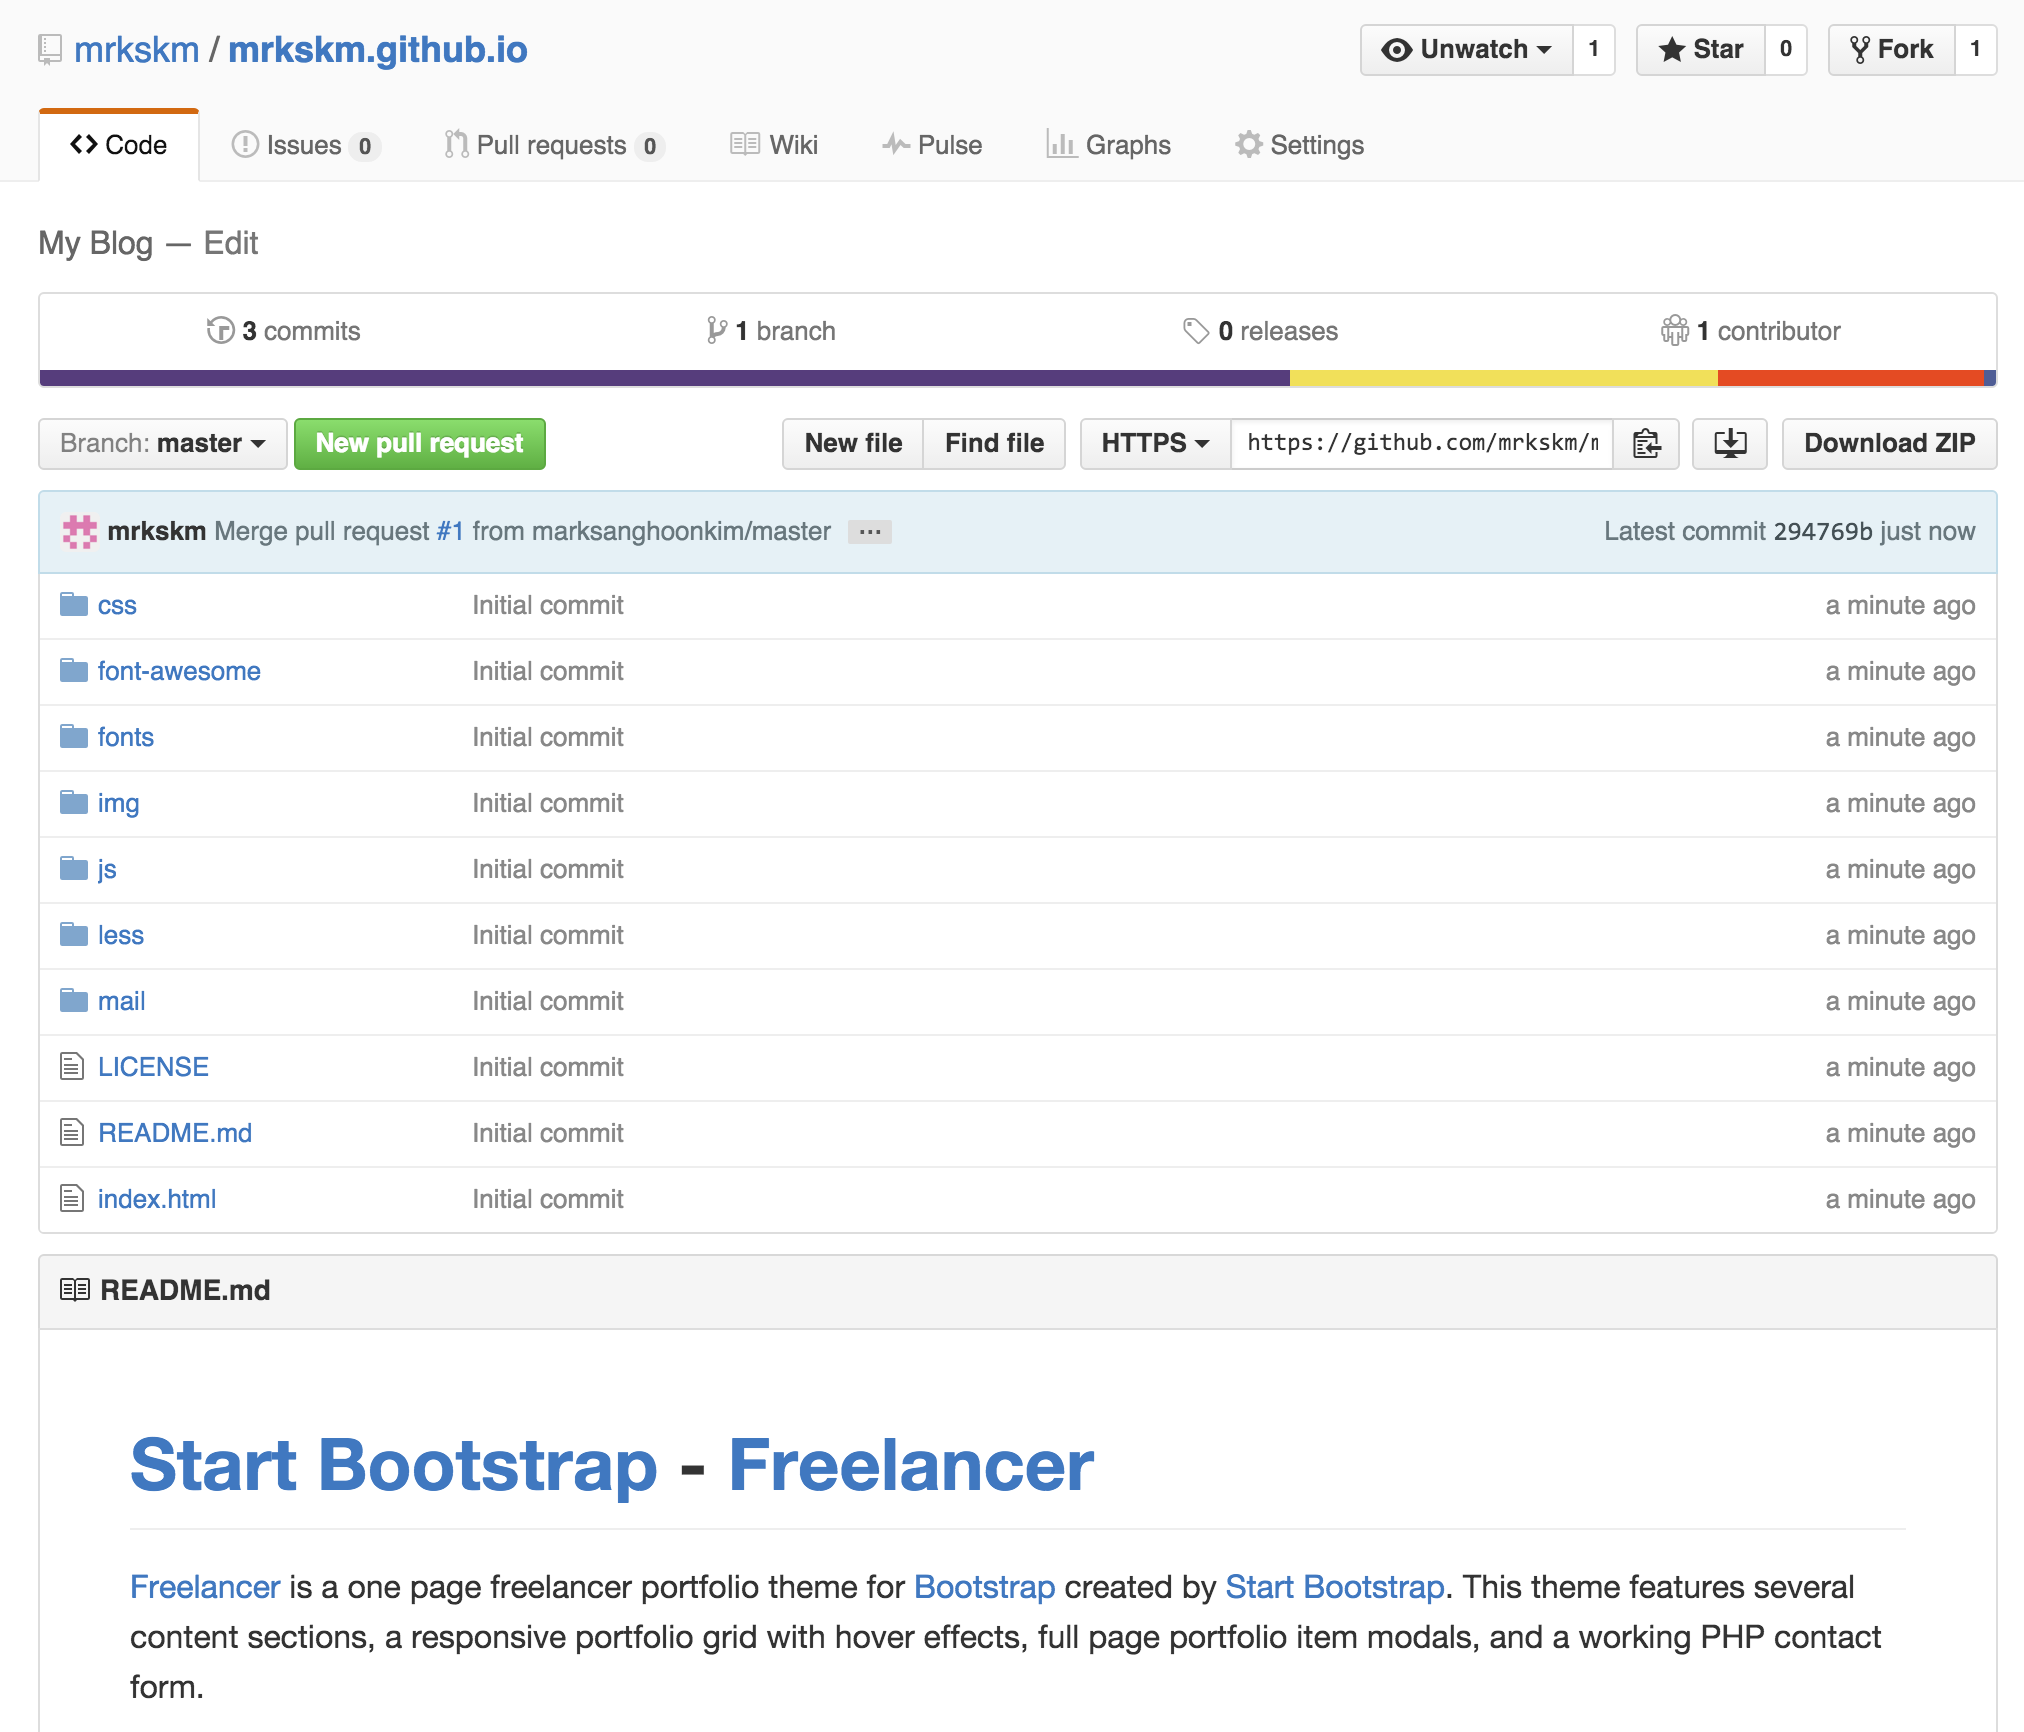 mrkskm / mrkskm.github.io Unwatch 1 Star 0 Fork 1
Code Issues 0 Pull requests 0 Wiki Pulse Graphs Settings
My Blog — Edit
3 commits 1 branch 0 releases 1 contributor
Branch: master New pull request New file Find file HTTPS https://github.com/mrkskm/m Download ZIP
mrkskm Merge pull request #1 from marksanghoonkim/master ... Latest commit 294769b just now
css Initial commit a minute ago
font-awesome Initial commit a minute ago
fonts Initial commit a minute ago
img Initial commit a minute ago
js Initial commit a minute ago
less Initial commit a minute ago
mail Initial commit a minute ago
LICENSE Initial commit a minute ago
README.md Initial commit a minute ago
index.html Initial commit a minute ago
README.md
Start Bootstrap - Freelancer
Freelancer is a one page freelancer portfolio theme for Bootstrap created by Start Bootstrap. This theme features several
content sections, a responsive portfolio grid with hover effects, full page portfolio item modals, and a working PHP contact
form.